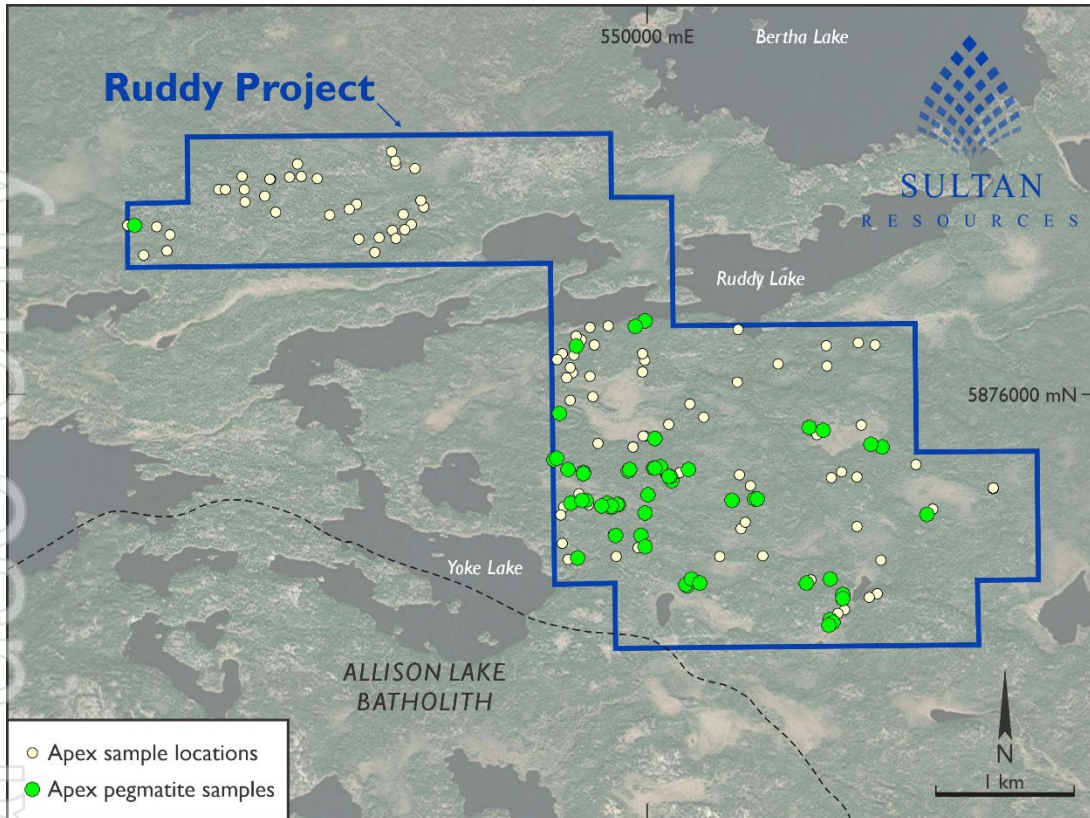 550000 mE
Bertha Lake
Ruddy Project
SULTAN
RESOURCES
Ruddy Lake
5876000 mN
Yoke Lake
ALLISON LAKE
BATHOLITH
Apex sample locations
Apex pegmatite samples
N
1 km